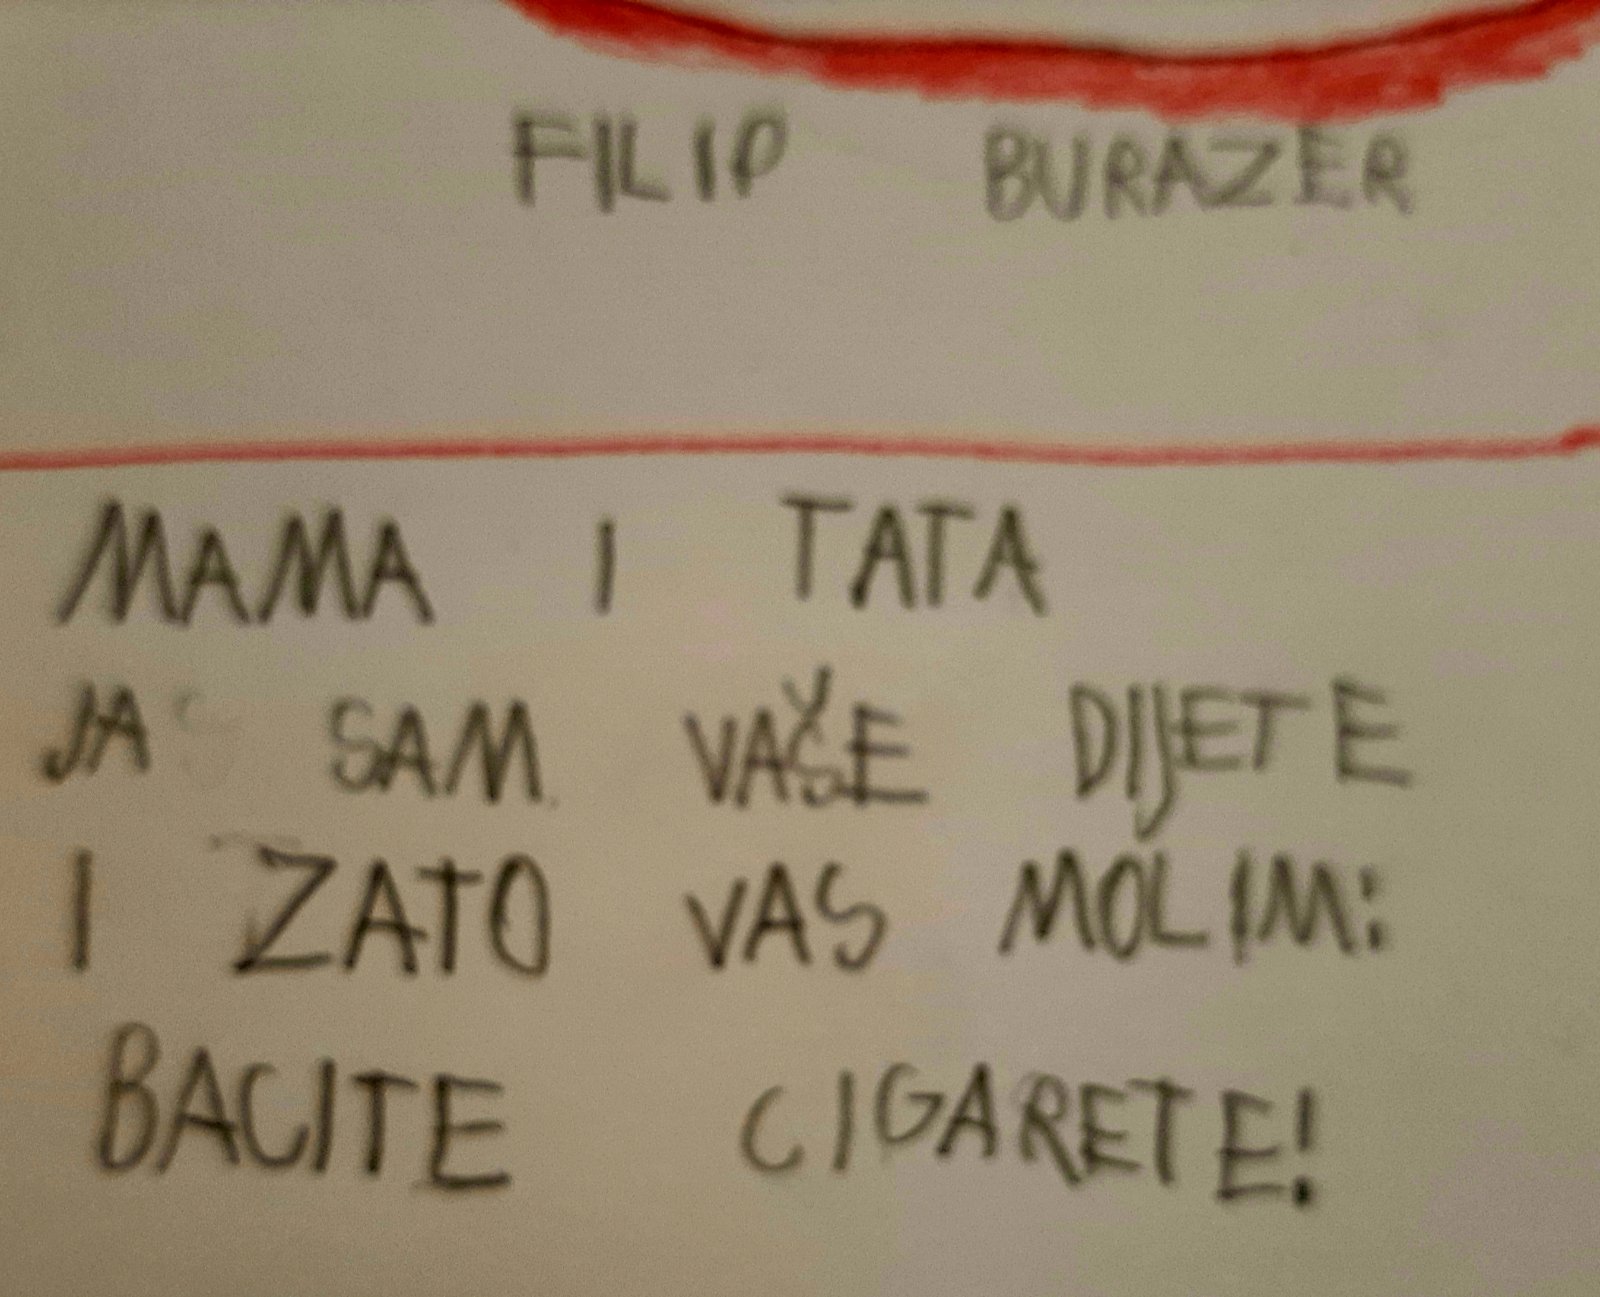 FILIP BURAZER
MAMA I TATA
JA SAM VAŠE DIJETE
I ZATO VAS MOLIM:
BACITE CIGARETE!